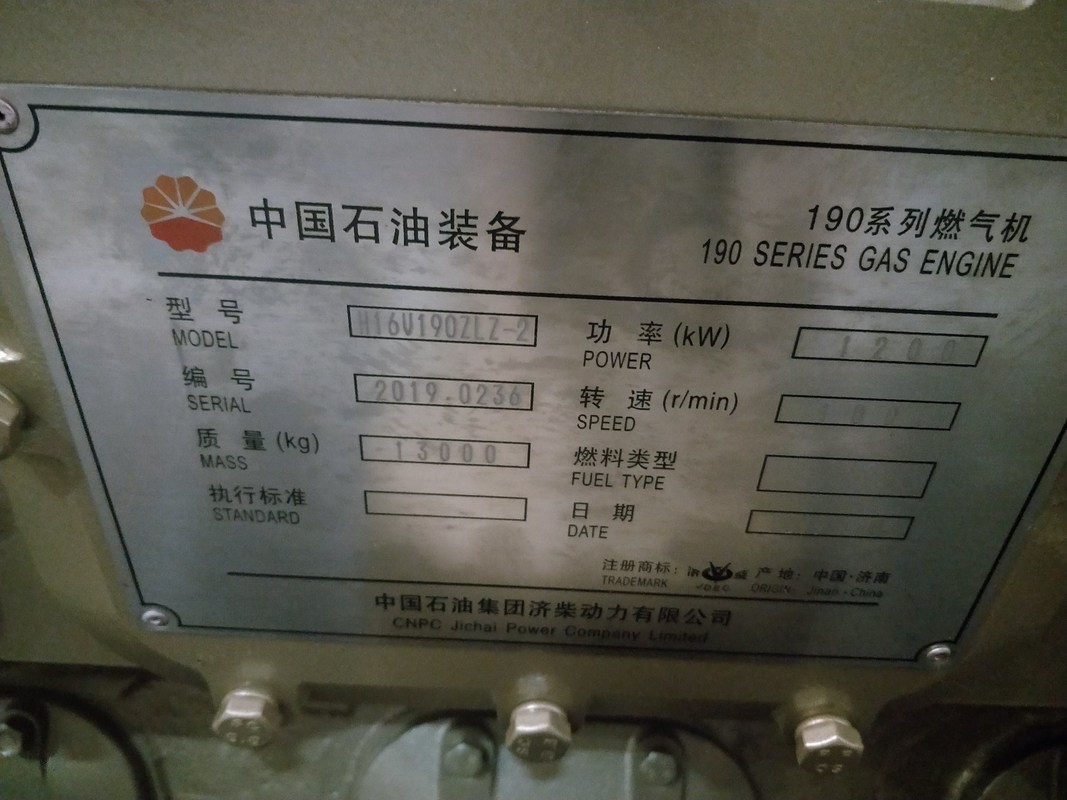 中国石油装备
190系列燃气机
190 SERIES GAS ENGINE
型 号
MODEL
H16V190ZLZ-2
功 率(kW)
POWER
1200
编 号
SERIAL
2019.0236
转 速(r/min)
SPEED
质 量(kg)
MASS
13000
燃料类型
FUEL TYPE
执行标准
STANDARD
日 期
DATE
注册商标: 产地: 中国·济南
TRADEMARK ORIGIN: Jinan·China
中国石油集团济柴动力有限公司
CNPC Jichai Power Company Limited